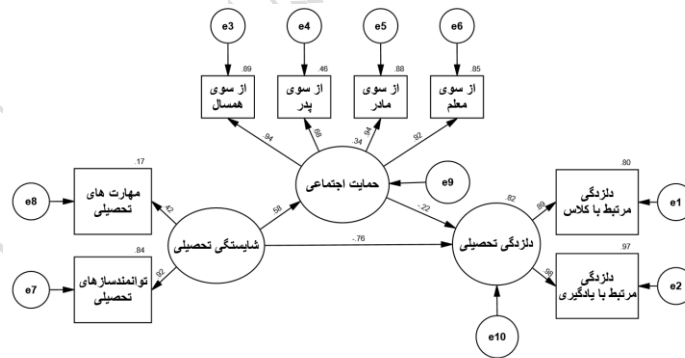 e3
e4
e5
e6
.89
.46
.88
.85
از سوی
همسال
از سوی
پدر
از سوی
مادر
از سوی
معلم
.94
.68
.94
.92
.34
حمایت اجتماعی
e9
.17
مهارت های
تحصیلی
e8
.42
.58
شایستگی تحصیلی
.84
توانمندسازهای
تحصیلی
e7
.92
-.76
-.22
.82
دلزدگی تحصیلی
e10
.80
دلزدگی
مرتبط با کلاس
e1
.89
.97
دلزدگی
مرتبط با یادگیری
e2
.98